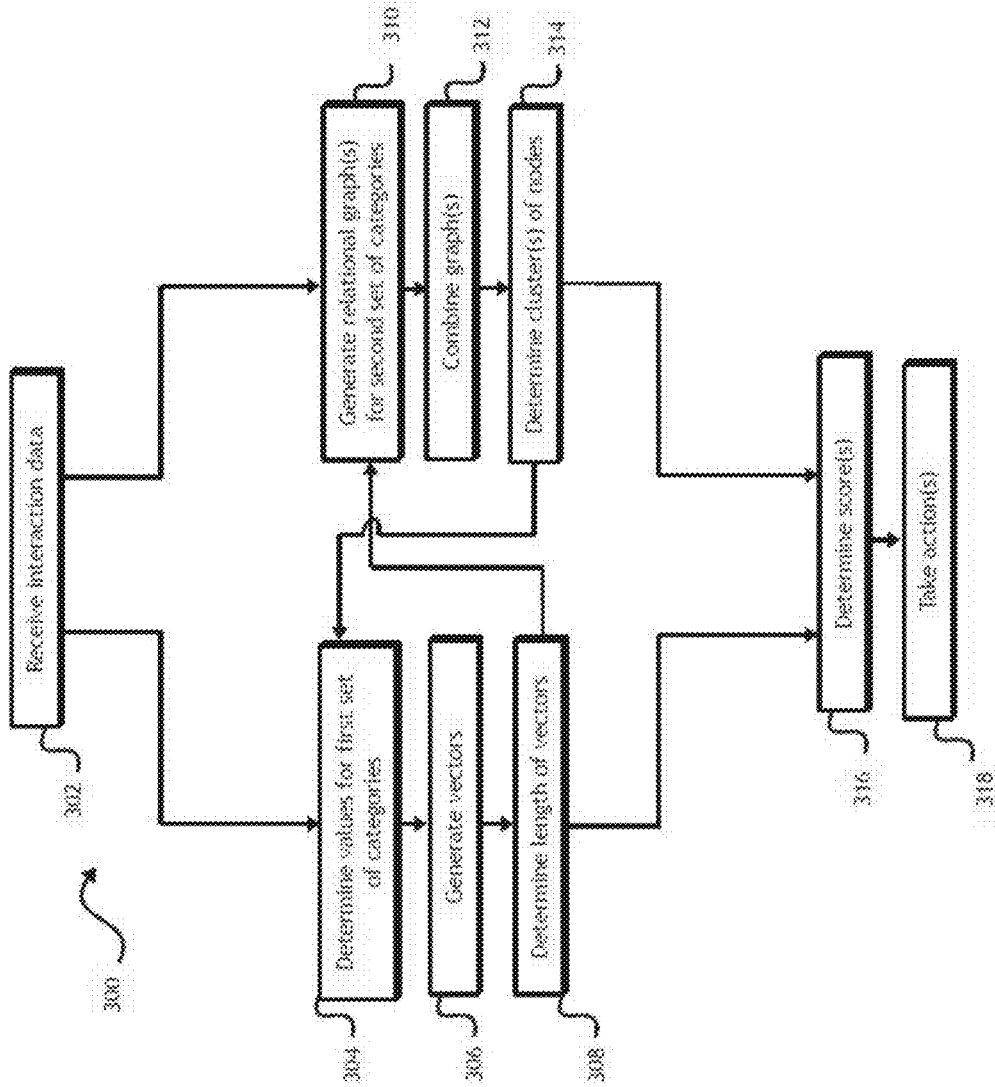 300
302
Receive interaction data
304
Determine values for first set
of categories
306
Generate vectors
308
Determine length of vectors
310
Generate relational graph(s)
for second set of categories
312
Combine graph(s)
314
Determine cluster(s) of nodes
316
Determine score(s)
318
Take action(s)